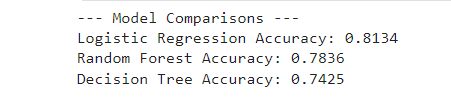 --- Model Comparisons ---
Logistic Regression Accuracy: 0.8134
Random Forest Accuracy: 0.7836
Decision Tree Accuracy: 0.7425